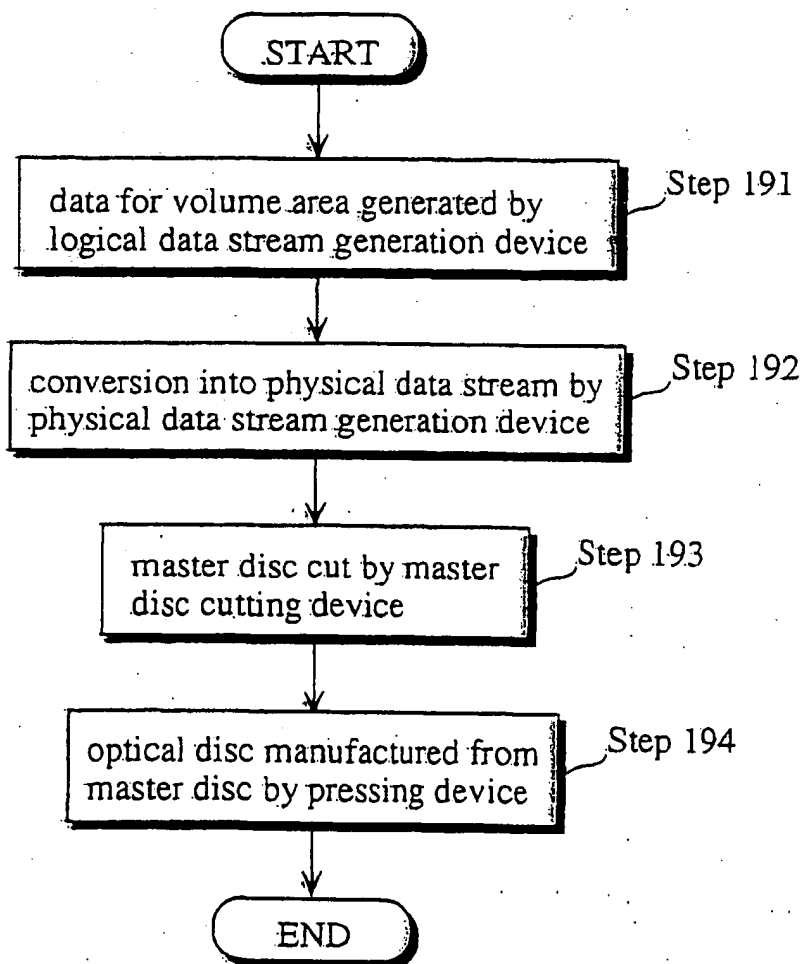 START
data for volume area generated by
logical data stream generation device
Step 191
conversion into physical data stream by
physical data stream generation device
Step 192
master disc cut by master
disc cutting device
Step 193
optical disc manufactured from
master disc by pressing device
Step 194
END